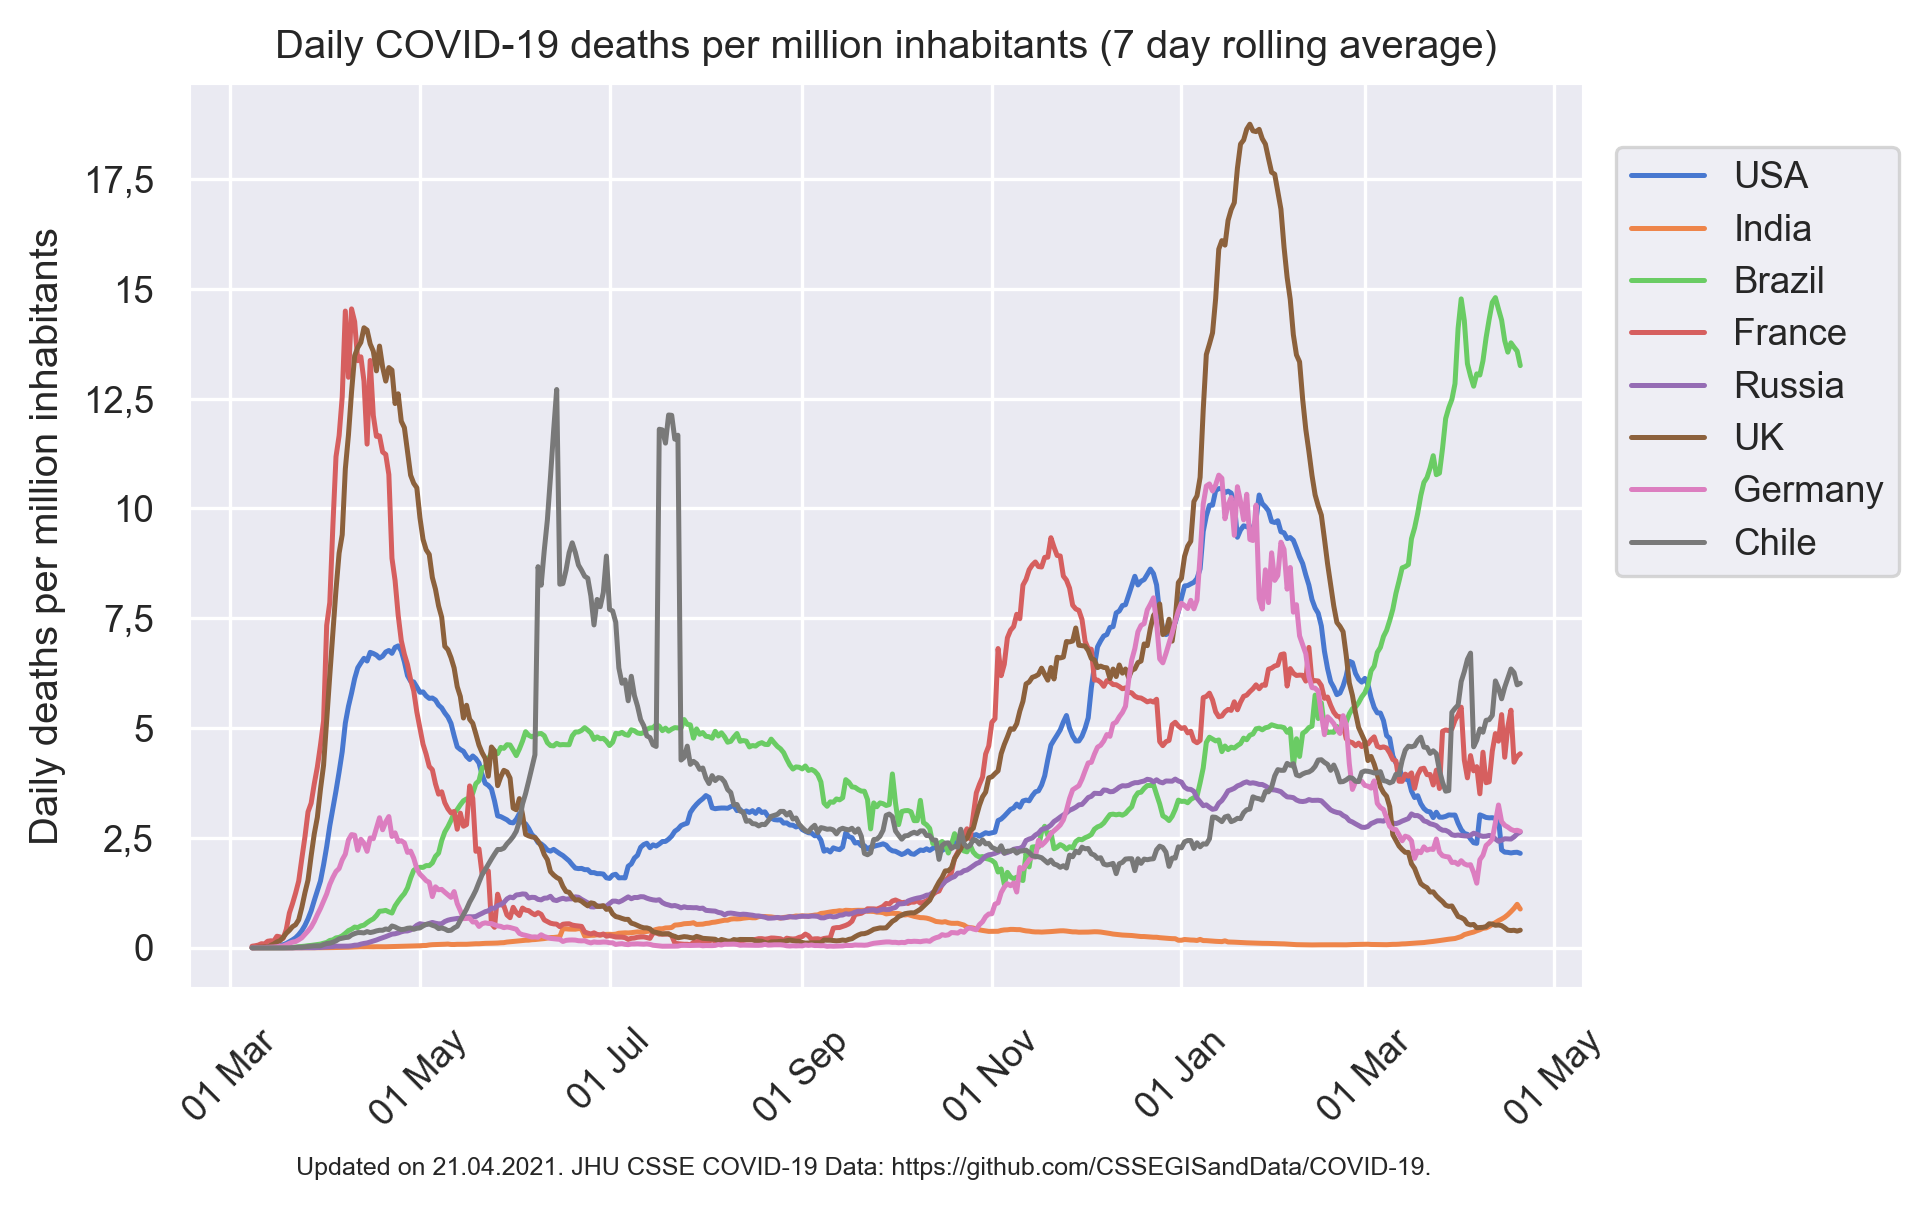 Daily COVID-19 deaths per million inhabitants (7 day rolling average)
Daily deaths per million inhabitants
17,5
15
12,5
10
7,5
5
2,5
0
01 Mar
01 May
01 Jul
01 Sep
01 Nov
01 Jan
01 Mar
01 May
USA
India
Brazil
France
Russia
UK
Germany
Chile
Updated on 21.04.2021. JHU CSSE COVID-19 Data: https://github.com/CSSEGISandData/COVID-19.